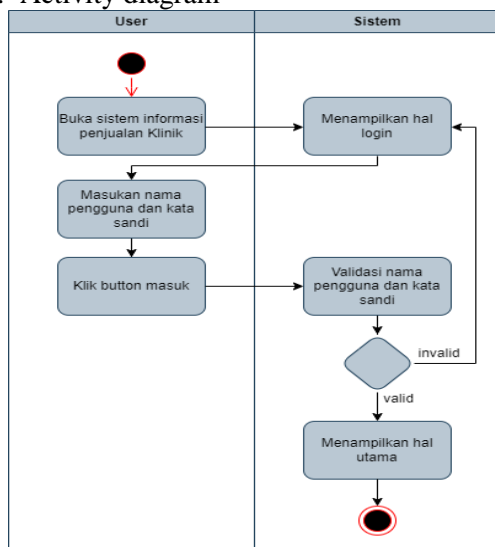 Activity diagram
User
Sistem
Buka sistem informasi
penjualan Klinik
Menampilkan hal
login
Masukan nama
pengguna dan kata
sandi
Klik button masuk
Validasi nama
pengguna dan kata
sandi
invalid
valid
Menampilkan hal
utama